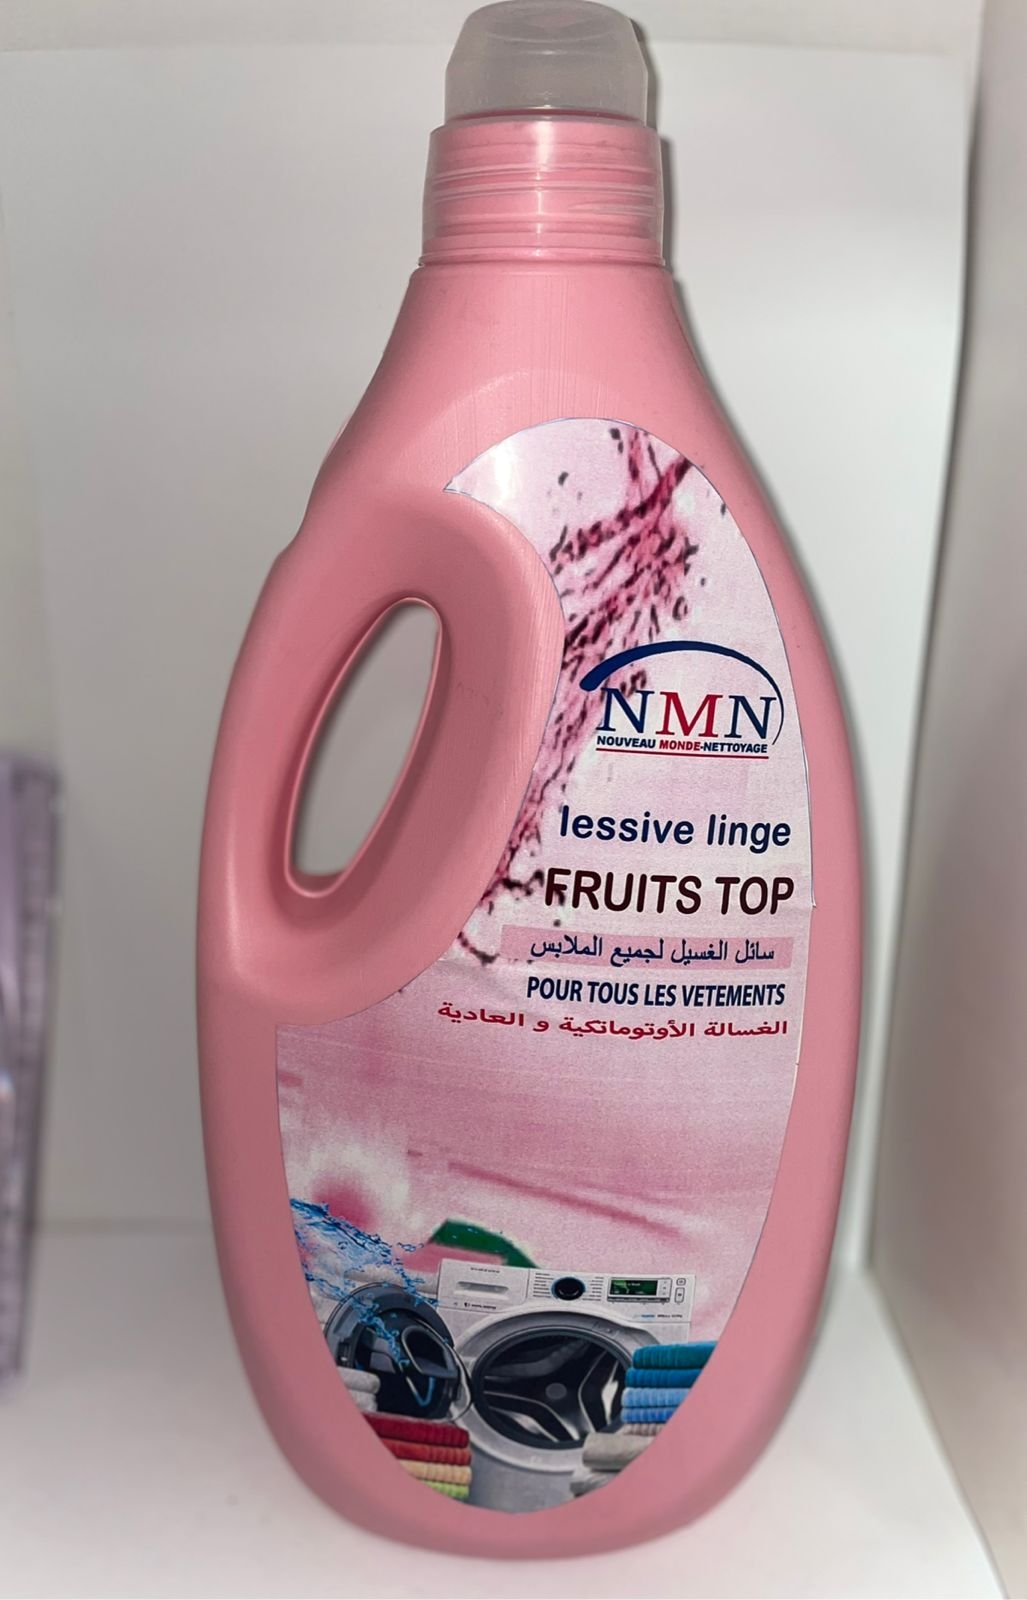 NMN
NOUVEAU MONDE-NETTOYAGE
lessive linge
FRUITS TOP
سائل الغسيل لجميع الملابس
POUR TOUS LES VETEMENTS
الغسالة الأوتوماتكية و العادية